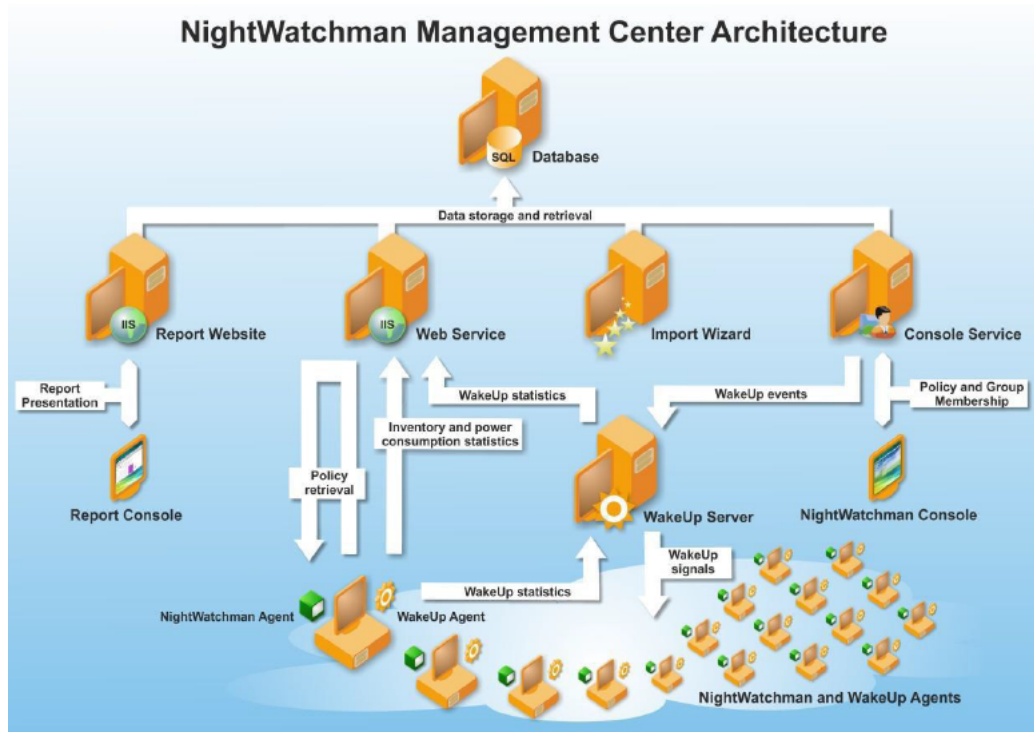 NightWatchman Management Center Architecture
SQL
Database
Data storage and retrieval
IIS
Report Website
IIS
Web Service
Import Wizard
Console Service
Report
Presentation
WakeUp statistics
WakeUp events
Policy and Group
Membership
Inventory and power
consumption statistics
Policy
retrieval
Report Console
WakeUp Server
NightWatchman Console
WakeUp
signals
WakeUp statistics
NightWatchman Agent
WakeUp Agent
NightWatchman and WakeUp Agents